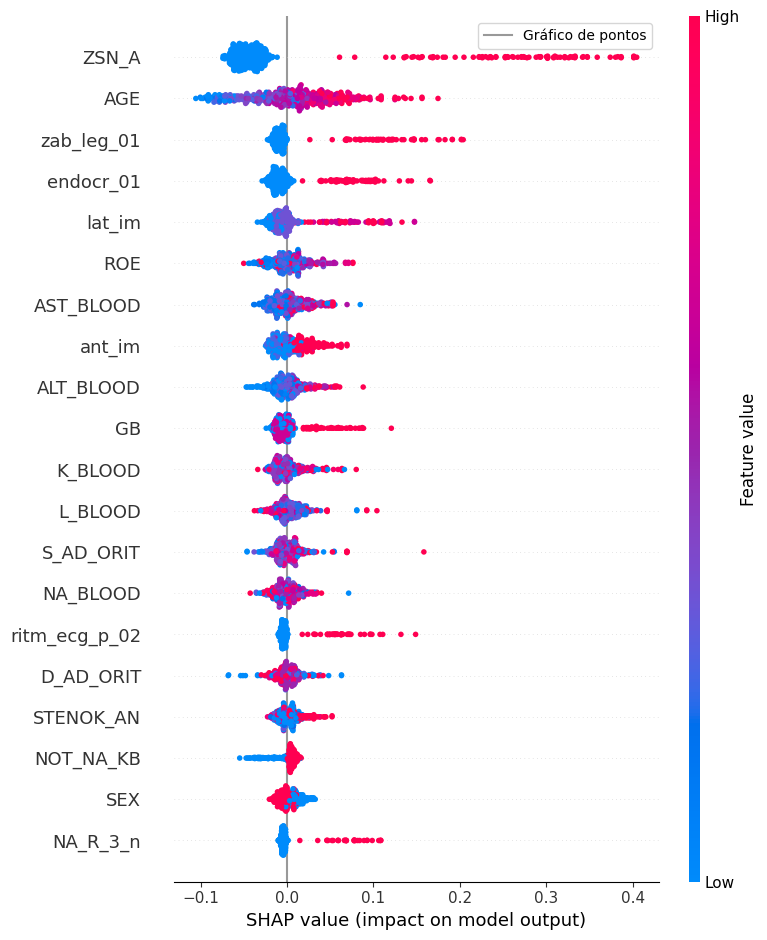 Gráfico de pontos
High
ZSN_A
AGE
zab_leg_01
endocr_01
lat_im
ROE
AST_BLOOD
ant_im
ALT_BLOOD
GB
K_BLOOD
L_BLOOD
S_AD_ORIT
NA_BLOOD
ritm_ecg_p_02
D_AD_ORIT
STENOK_AN
NOT_NA_KB
SEX
NA_R_3_n
Feature value
Low
−0.1 0.0 0.1 0.2 0.3 0.4
SHAP value (impact on model output)